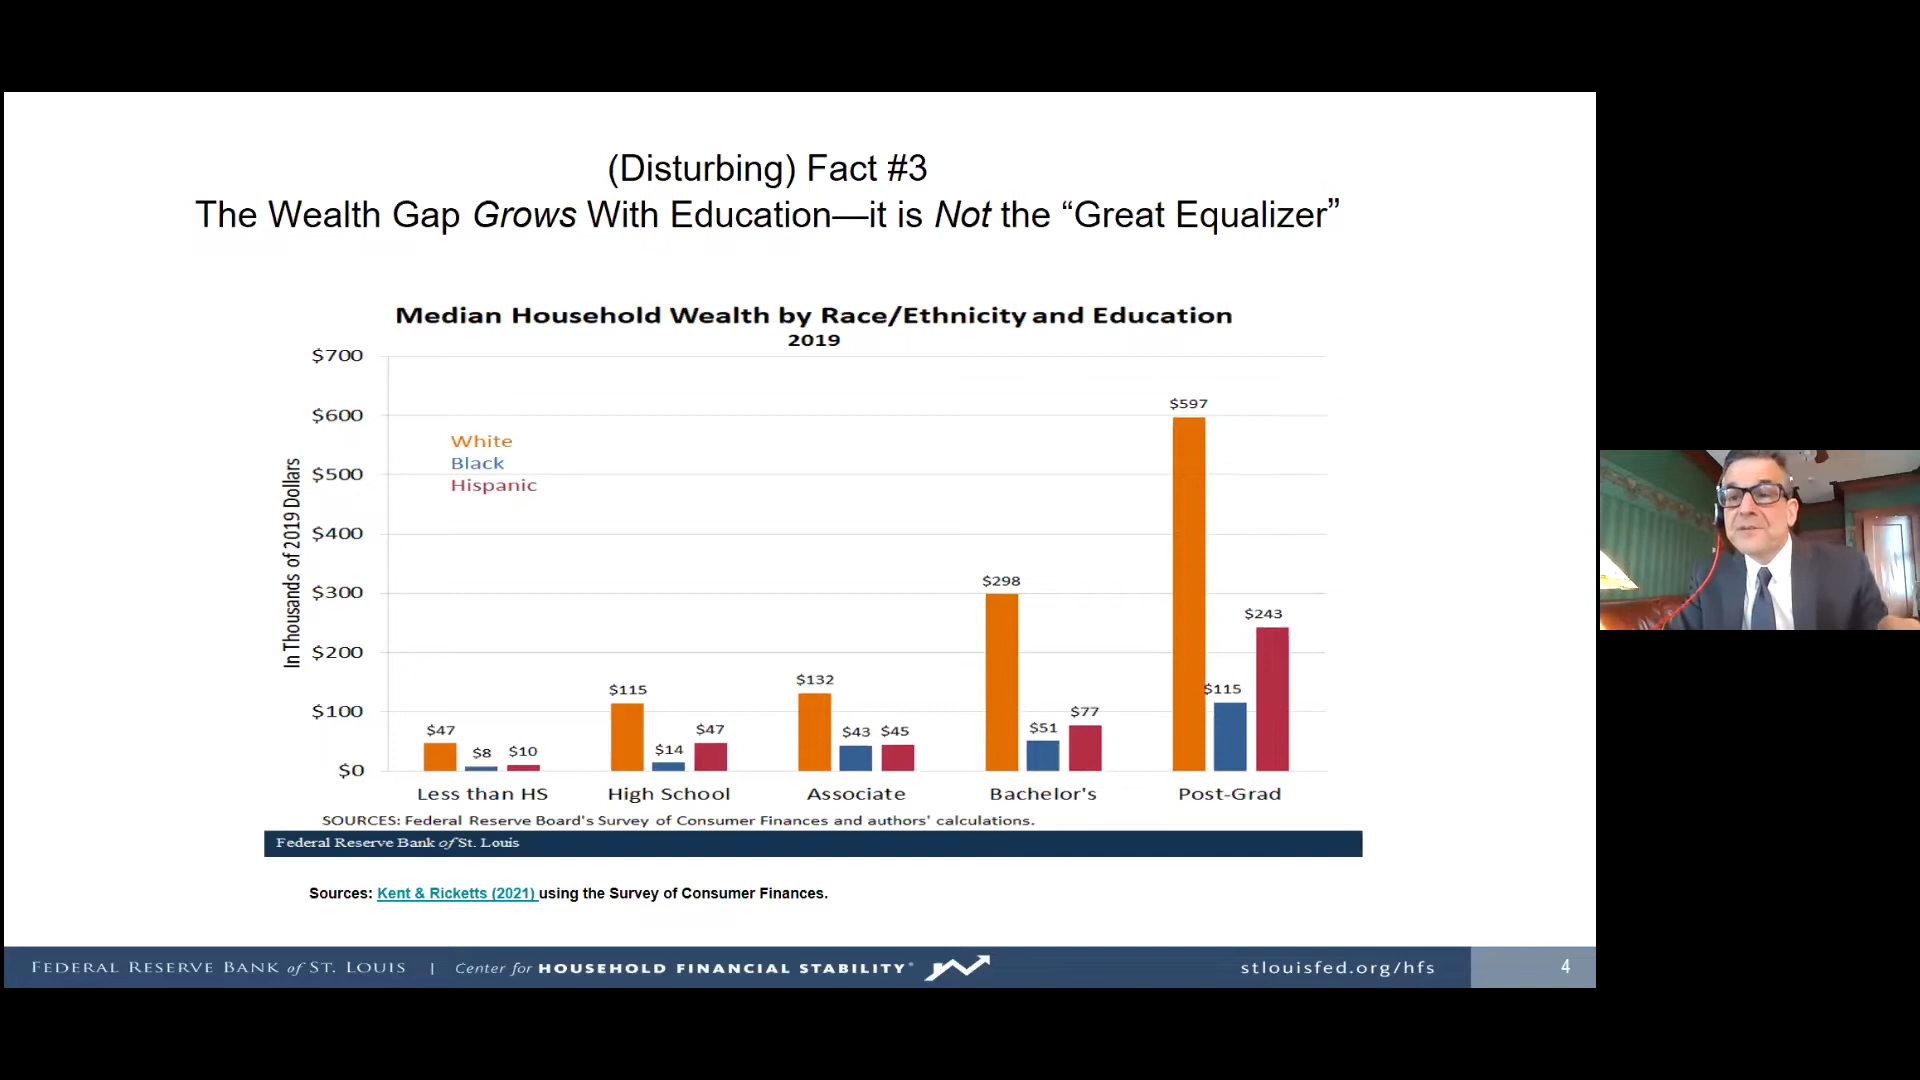 (Disturbing) Fact #3
The Wealth Gap Grows With Education—it is Not the “Great Equalizer”
Median Household Wealth by Race/Ethnicity and Education
2019
In Thousands of 2019 Dollars
$700
$600
$500
$400
$300
$200
$100
$0
White
Black
Hispanic
$47
$8
$10
$115
$14
$47
$132
$43
$45
$298
$51
$77
$597
$115
$243
Less than HS
High School
Associate
Bachelor's
Post-Grad
SOURCES: Federal Reserve Board's Survey of Consumer Finances and authors' calculations.
Federal Reserve Bank of St. Louis
Sources: Kent & Ricketts (2021) using the Survey of Consumer Finances.
FEDERAL RESERVE BANK of ST. LOUIS | Center for HOUSEHOLD FINANCIAL STABILITY® stlouisfed.org/hfs 4